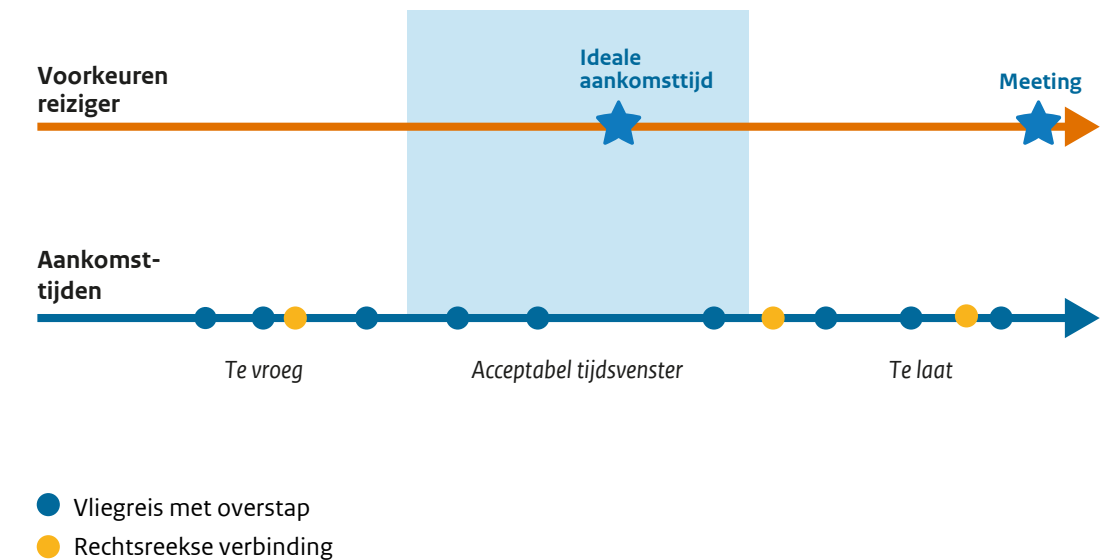 Voorkeuren
reiziger
Ideale
aankomsttijd
Meeting
Aankomst-
tijden
Te vroeg
Acceptabel tijdsvenster
Te laat
Vliegreis met overstap
Rechtsreekse verbinding